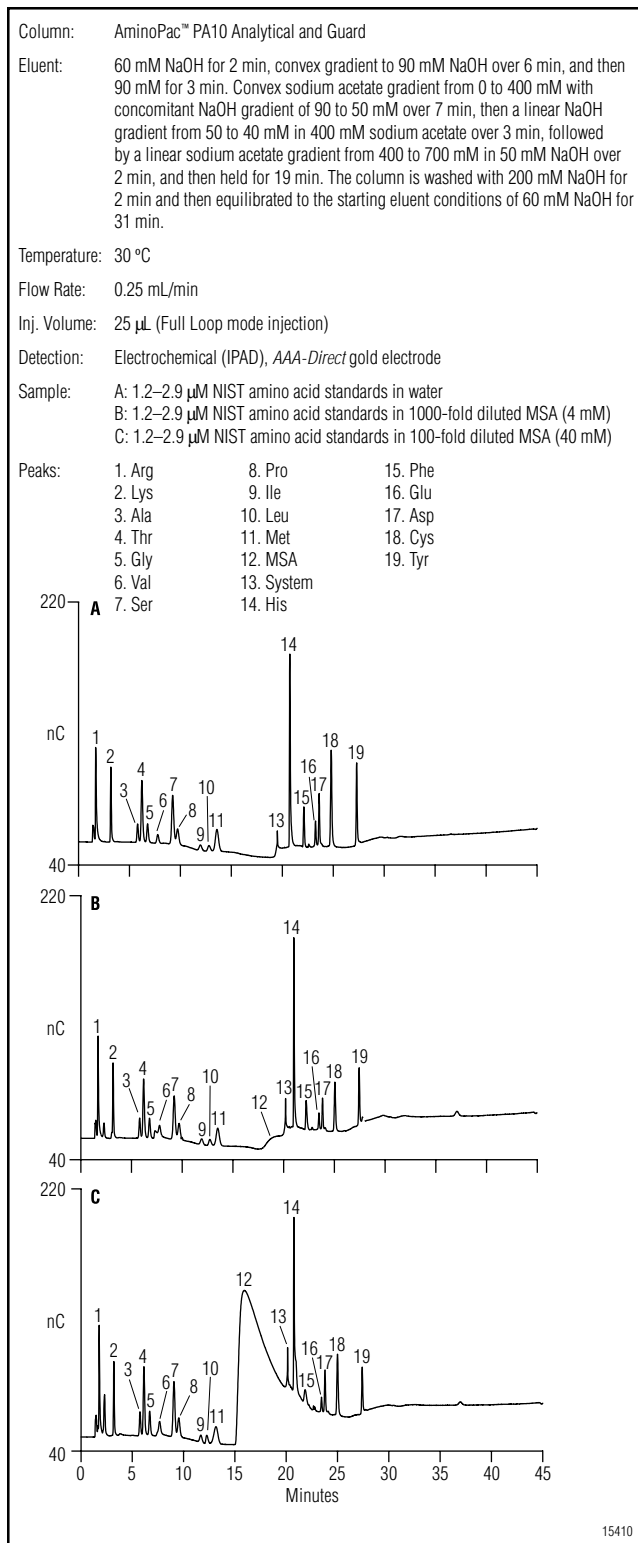 Column: AminoPac™ PA10 Analytical and Guard
Eluent: 60 mM NaOH for 2 min, convex gradient to 90 mM NaOH over 6 min, and then
90 mM for 3 min. Convex sodium acetate gradient from 0 to 400 mM with
concomitant NaOH gradient of 90 to 50 mM over 7 min, then a linear NaOH
gradient from 50 to 40 mM in 400 mM sodium acetate over 3 min, followed
by a linear sodium acetate gradient from 400 to 700 mM in 50 mM NaOH over
2 min, and then held for 19 min. The column is washed with 200 mM NaOH for
2 min and then equilibrated to the starting eluent conditions of 60 mM NaOH for
31 min.
Temperature: 30 ºC
Flow Rate: 0.25 mL/min
Inj. Volume: 25 µL (Full Loop mode injection)
Detection: Electrochemical (IPAD), AAA-Direct gold electrode
Sample: A: 1.2–2.9 µM NIST amino acid standards in water
B: 1.2–2.9 µM NIST amino acid standards in 1000-fold diluted MSA (4 mM)
C: 1.2–2.9 µM NIST amino acid standards in 100-fold diluted MSA (40 mM)
Peaks: 1. Arg 8. Pro 15. Phe
2. Lys 9. Ile 16. Glu
3. Ala 10. Leu 17. Asp
4. Thr 11. Met 18. Cys
5. Gly 12. MSA 19. Tyr
6. Val 13. System
7. Ser 14. His
220 A
14
nC 1 2 3 4 5 6 7 8 9 10 11 13 15 16 17 18 19
40
220 B
14
nC 1 2 3 4 5 6 7 8 9 10 11 12 13 15 16 17 18 19
40
220 C
14
12
nC 1 2 3 4 5 6 7 8 9 10 11 13 15 16 17 18 19
40
0 5 10 15 20 25 30 35 40 45
Minutes
15410